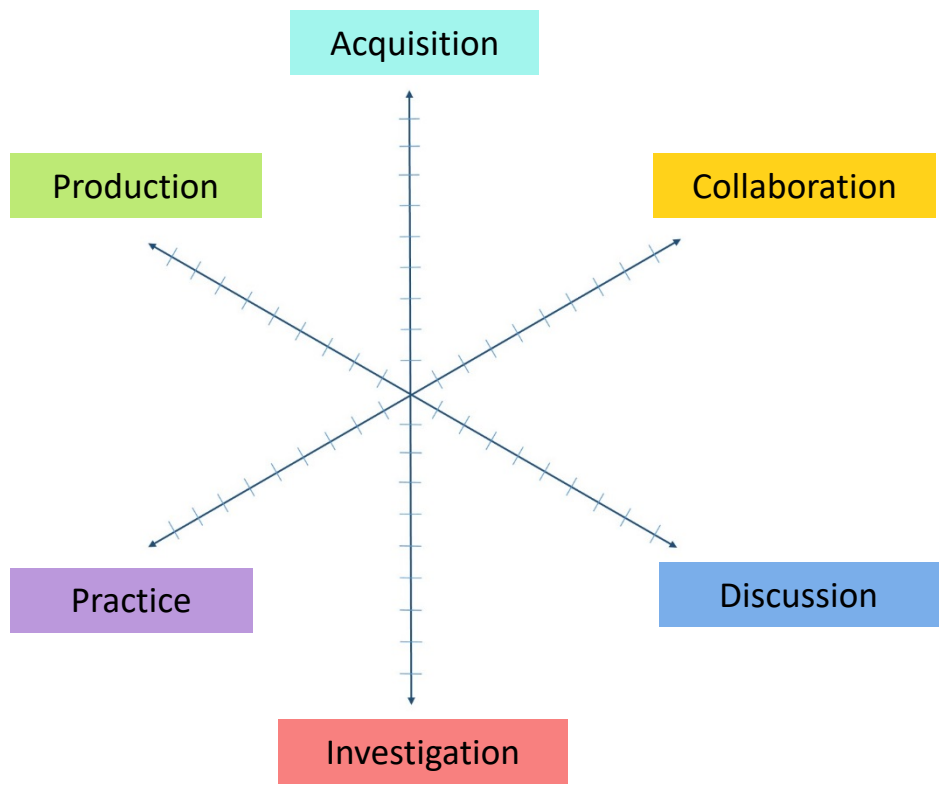 Acquisition
Production
Collaboration
Practice
Discussion
Investigation